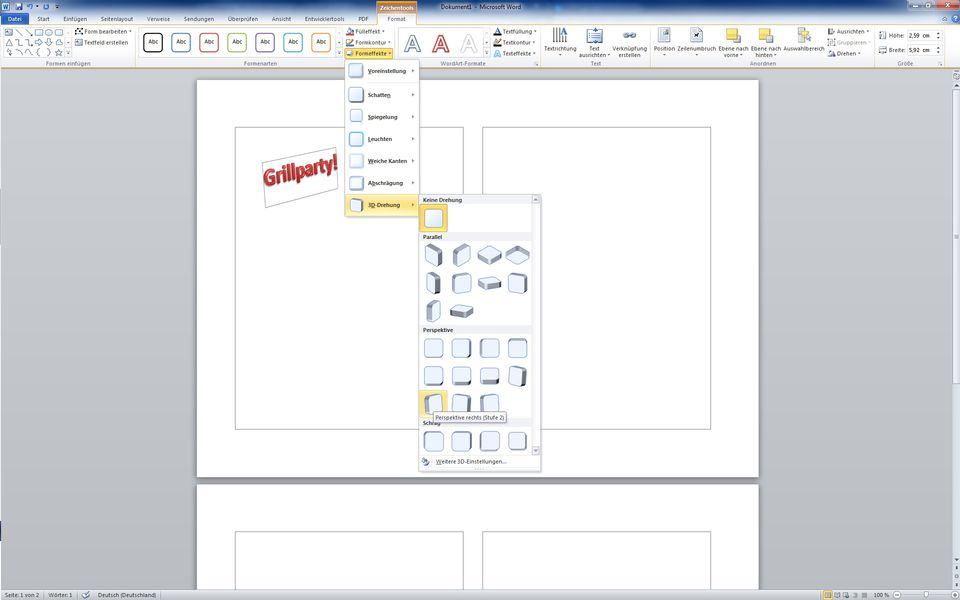 Dokument1 - Microsoft Word
Zeichentools
Datei Start Einfügen Seitenlayout Verweise Sendungen Überprüfen Ansicht Entwicklertools PDF Format
Form bearbeiten
Textfeld erstellen
Formen einfügen
Abc Abc Abc Abc Abc Abc Abc
Formenarten
Fülleffekt
Formkontur
Formeffekte
A A A
WordArt-Formate
Textfüllung
Textkontur
Texteffekte
Textrichtung
Text ausrichten
Verknüpfung erstellen
Text
Position
Zeilenumbruch
Ebene nach vorne
Ebene nach hinten
Auswahlbereich
Ausrichten
Gruppieren
Drehen
Anordnen
Höhe: 2,59 cm
Breite: 5,92 cm
Größe
Voreinstellung
Schatten
Spiegelung
Leuchten
Weiche Kanten
Abschrägung
3D-Drehung
Grillparty!
Keine Drehung
Parallel
Perspektive
Perspektive rechts (Stufe 2)
Schräg
Weitere 3D-Einstellungen...
Seite: 1 von 2 Wörter: 1 Deutsch (Deutschland) 100 %